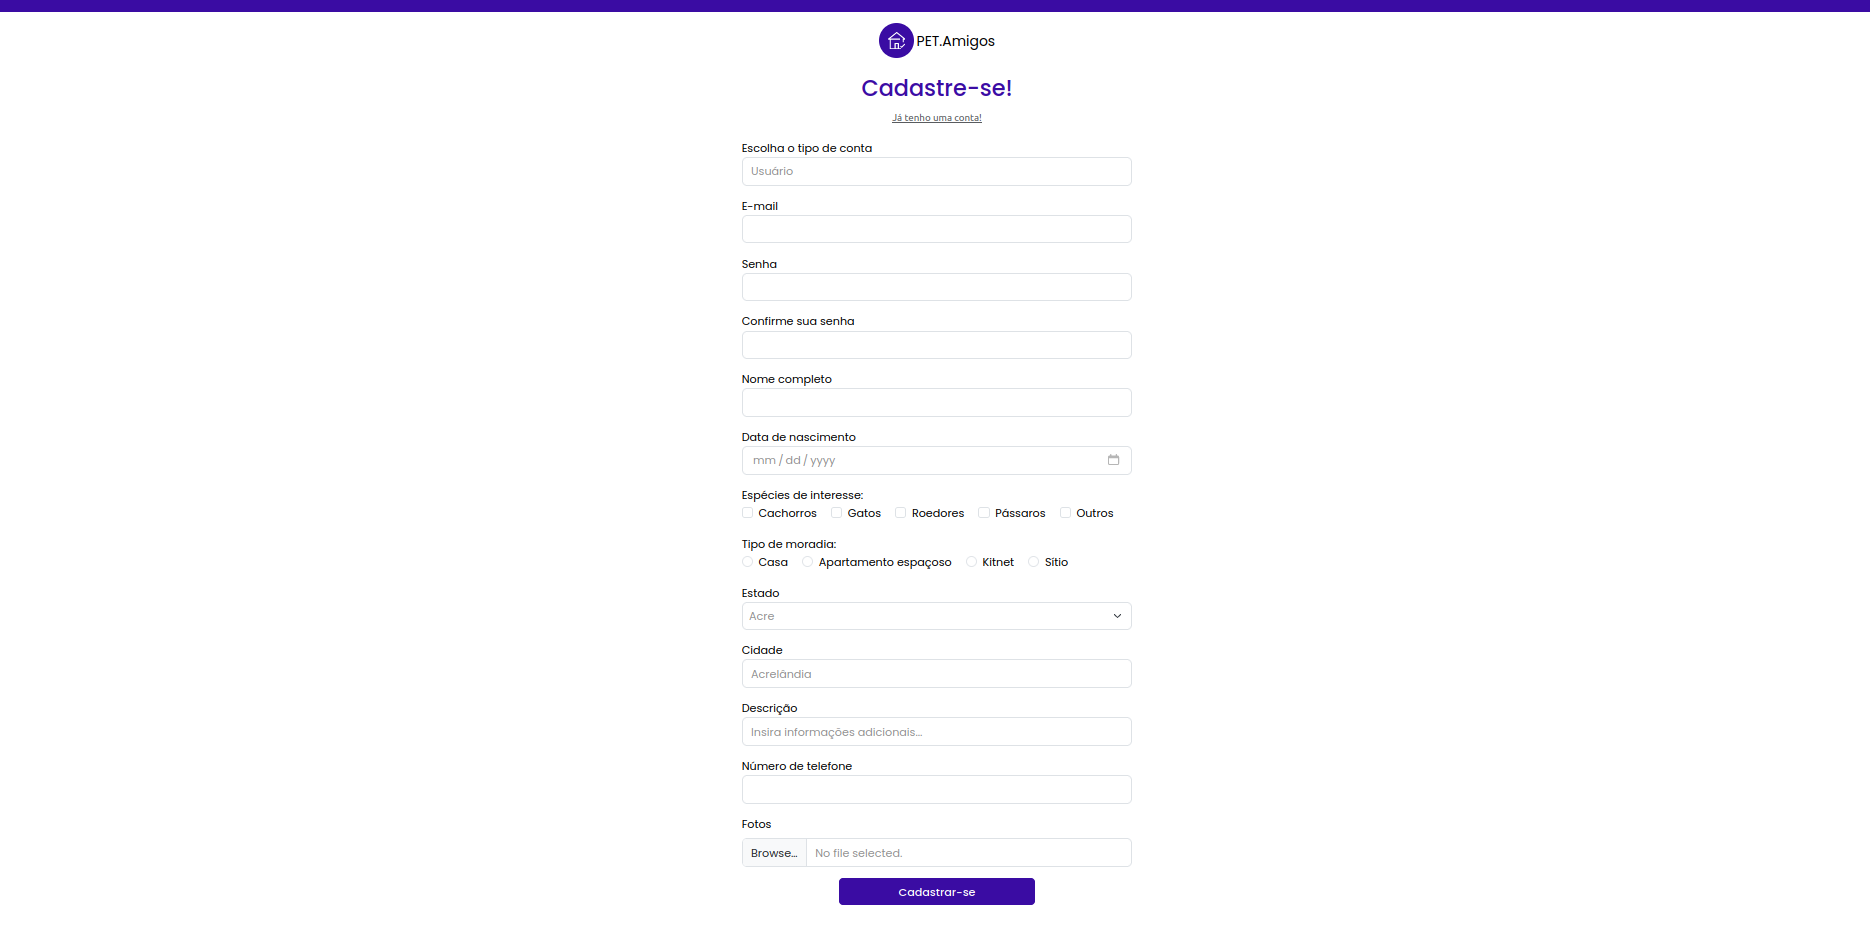 PET.Amigos
Cadastre-se!
Já tenho uma conta!
Escolha o tipo de conta
Usuário
E-mail
Senha
Confirme sua senha
Nome completo
Data de nascimento
mm / dd / yyyy
Espécies de interesse:
Cachorros Gatos Roedores Pássaros Outros
Tipo de moradia:
Casa Apartamento espaçoso Kitnet Sítio
Estado
Acre
Cidade
Acrelândia
Descrição
Insira informações adicionais...
Número de telefone
Fotos
Browse... No file selected.
Cadastrar-se